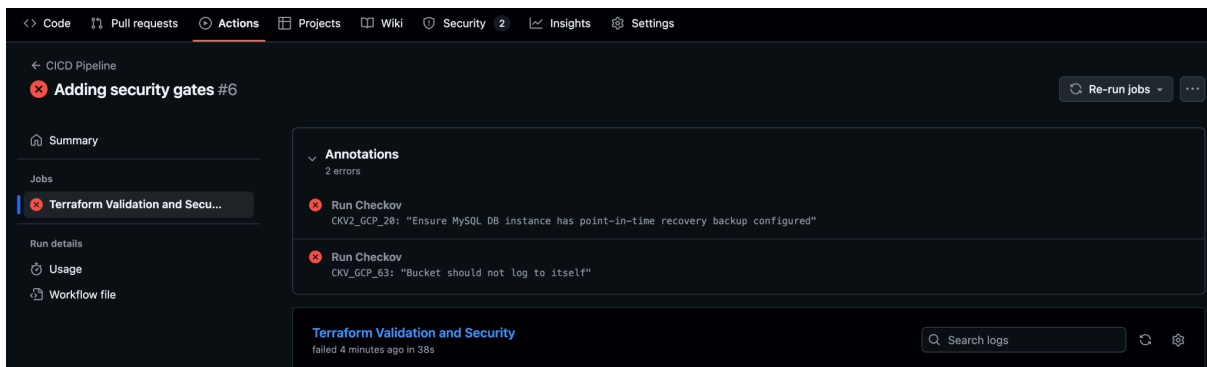 Code Pull requests Actions Projects Wiki Security 2 Insights Settings
CICD Pipeline
Adding security gates #6
Re-run jobs
Summary
Jobs
Terraform Validation and Secu...
Run details
Usage
Workflow file
Annotations
2 errors
Run Checkov
CKV2_GCP_20: "Ensure MySQL DB instance has point-in-time recovery backup configured"
Run Checkov
CKV_GCP_63: "Bucket should not log to itself"
Terraform Validation and Security
failed 4 minutes ago in 38s
Search logs